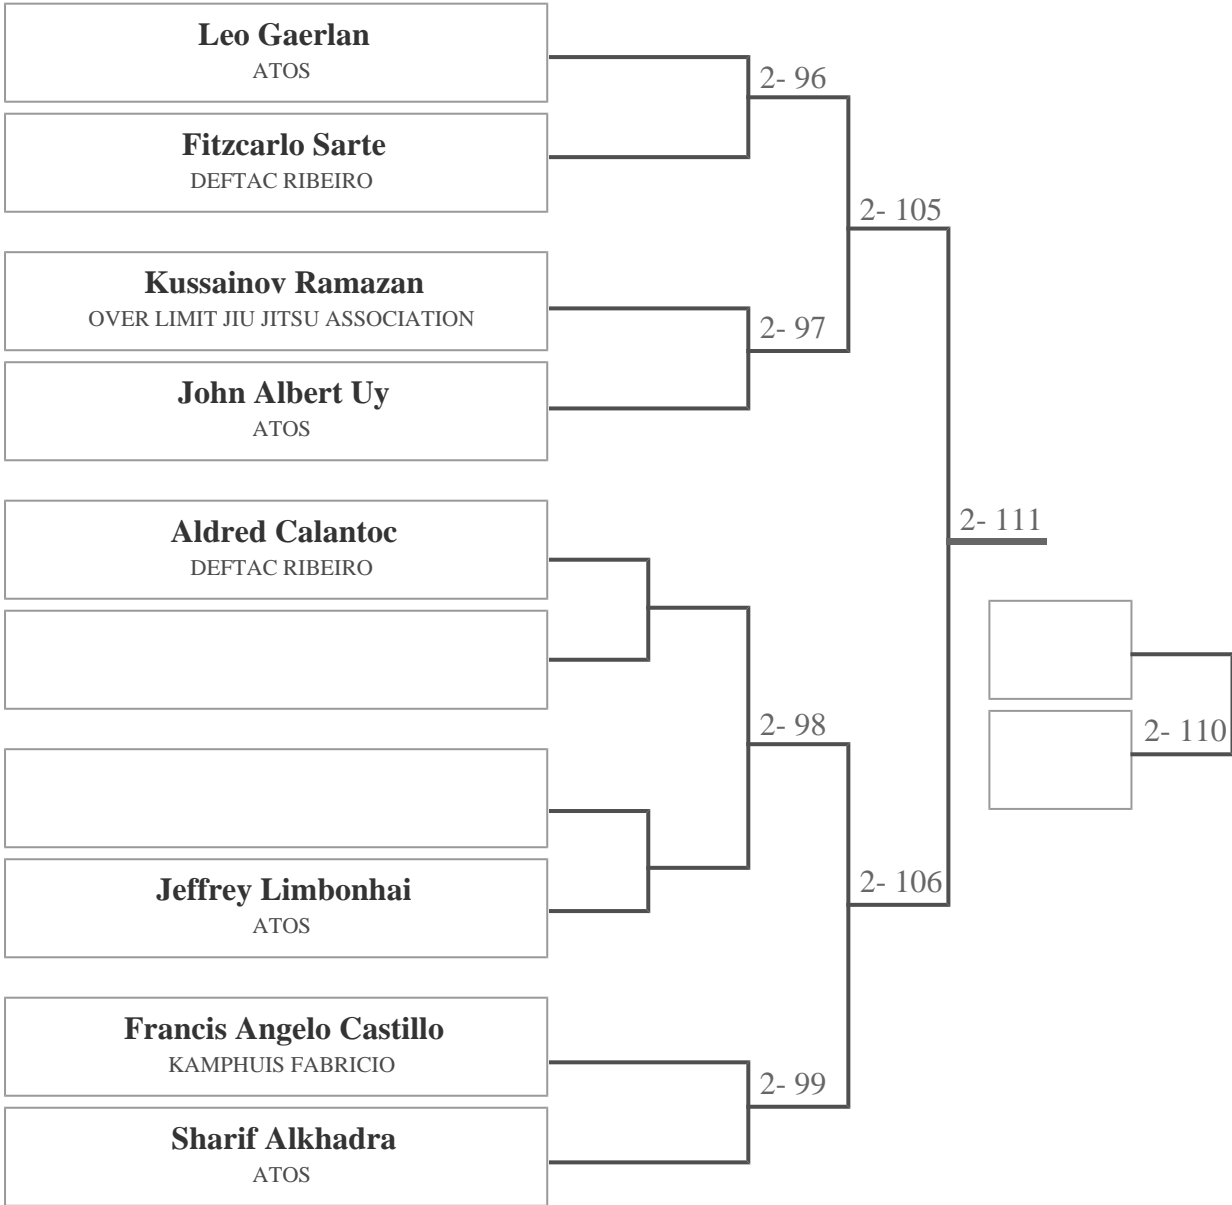 Leo Gaerlan
ATOS
2- 96
Fitzcarlo Sarte
DEFTAC RIBEIRO
2- 105
Kussainov Ramazan
OVER LIMIT JIU JITSU ASSOCIATION
2- 97
John Albert Uy
ATOS
Aldred Calantoc
DEFTAC RIBEIRO
2- 111
2- 98
2- 110
Jeffrey Limbonhai
ATOS
2- 106
Francis Angelo Castillo
KAMPHUIS FABRICIO
2- 99
Sharif Alkhadra
ATOS